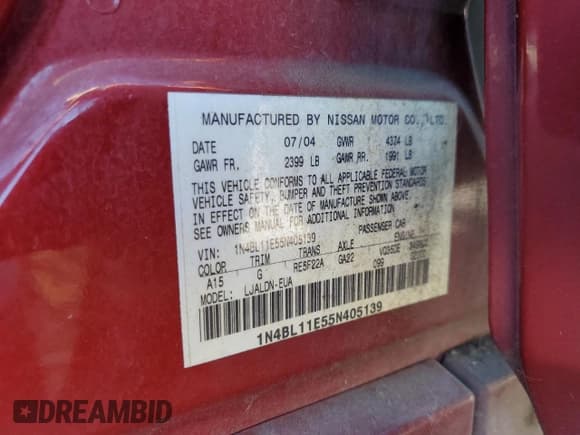 MANUFACTURED BY NISSAN MOTOR CO., LTD.
DATE 07/04 GVWR 4324 LB
GAWR FR. 2399 LB GAWR RR. 1991 LB
THIS VEHICLE CONFORMS TO ALL APPLICABLE FEDERAL MOTOR
VEHICLE SAFETY, BUMPER AND THEFT PREVENTION STANDARDS
IN EFFECT ON THE DATE OF MANUFACTURE SHOWN ABOVE.
SEE OWNERS MANUAL FOR ADDITIONAL INFORMATION
VIN: 1N4BL11E55N405139 PASSENGER CAR
COLOR TRIM TRANS AXLE ENGINE
A15 G RE5F22A GA22 VQ35DE
MODEL: LJALDN-EUA C99
1N4BL11E55N405139
DREAMBID